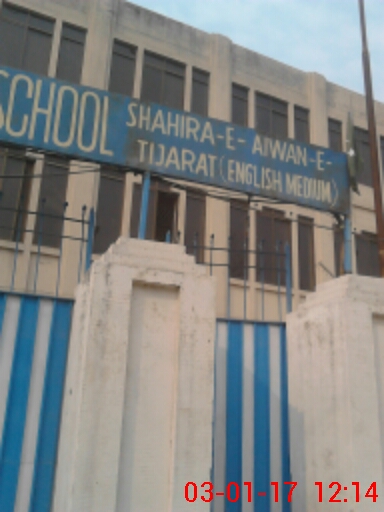 SCHOOL SHAHIRA-E-AIWAN-E-
TIJARAT (ENGLISH MEDIUM)
03-01-17 12:14